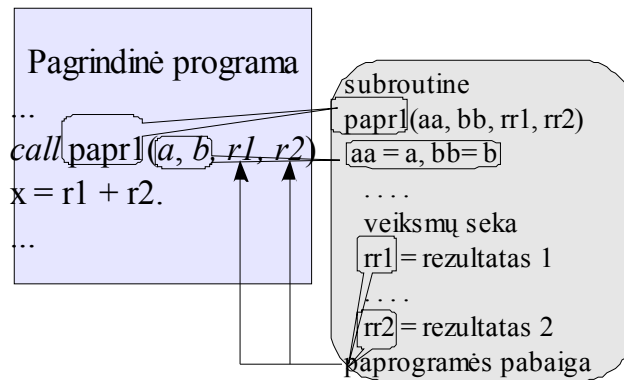 Pagrindinė programa
...
call papr1(a, b, r1, r2)
x = r1 + r2.
...
subroutine
papr1(aa, bb, rr1, rr2)
aa = a, bb= b
. . . .
veiksmų seka
rr1 = rezultatas 1
. . . .
rr2 = rezultatas 2
paprogramės pabaiga